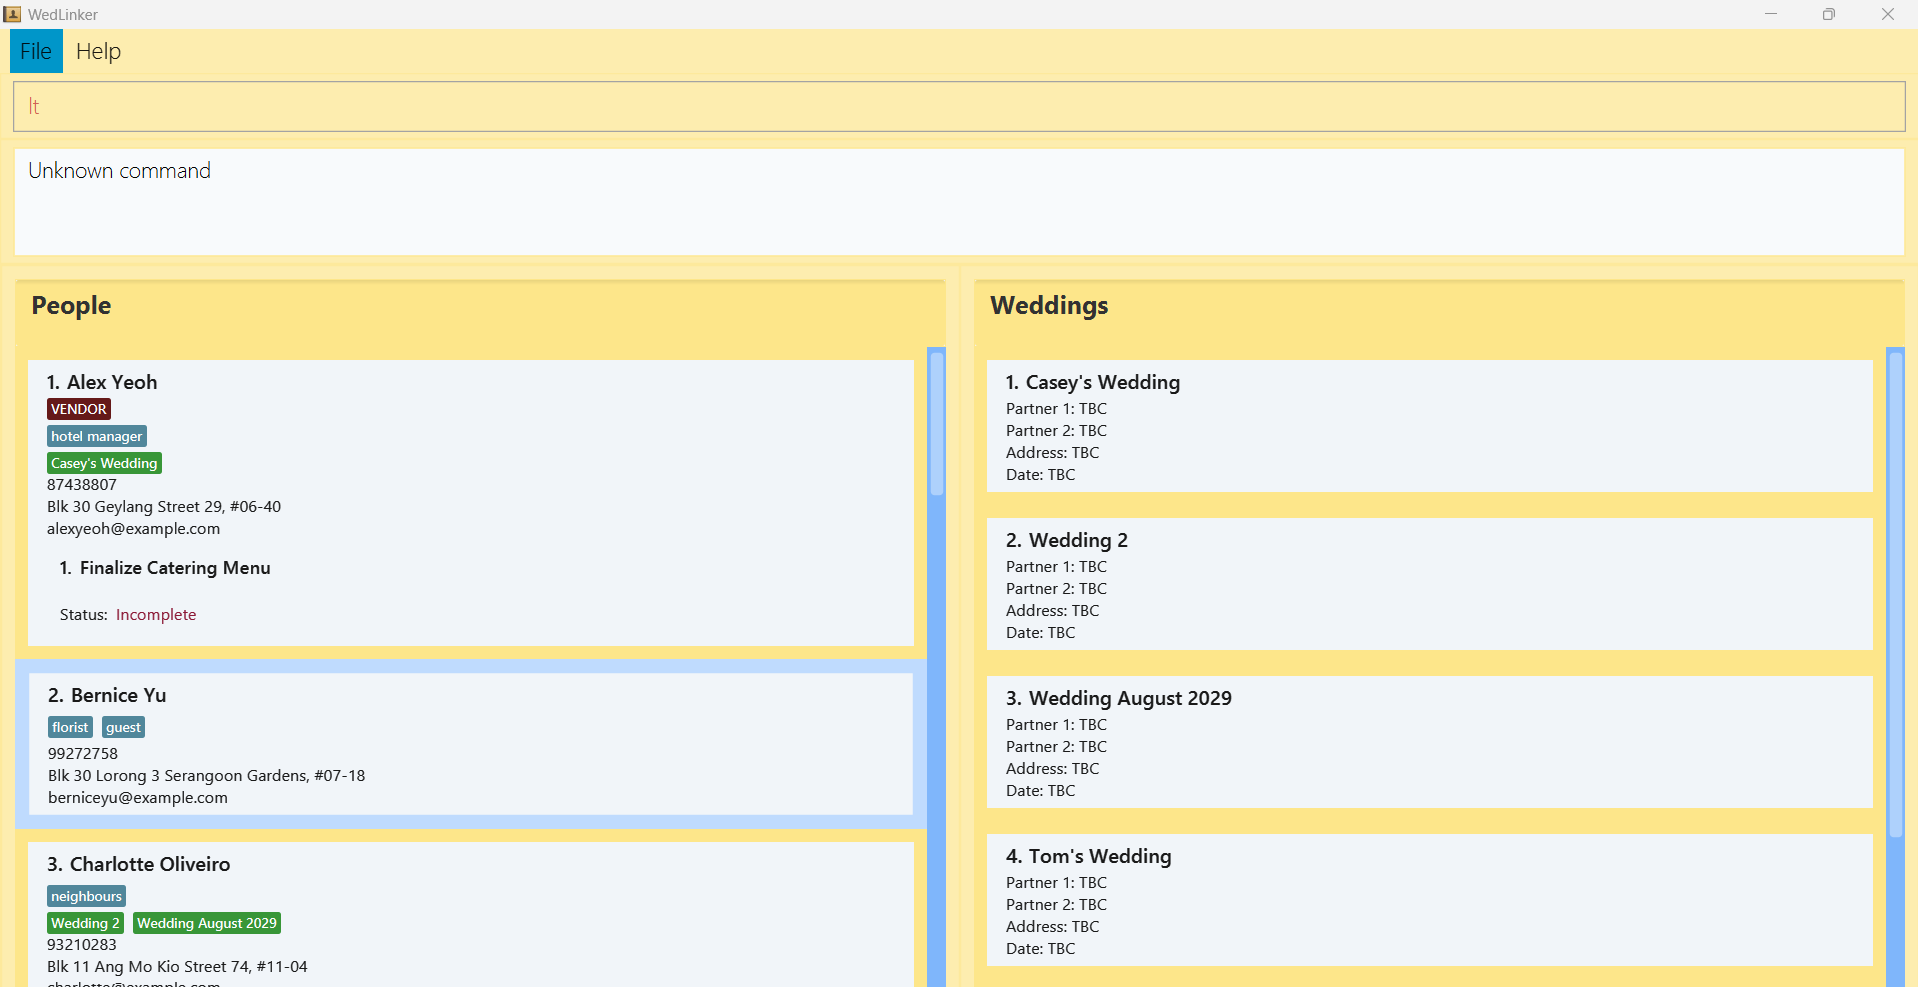 WedLinker
File Help
lt
Unknown command
People
1. Alex Yeoh
VENDOR
hotel manager
Casey's Wedding
87438807
Blk 30 Geylang Street 29, #06-40
alexyeoh@example.com
1. Finalize Catering Menu
Status: Incomplete
2. Bernice Yu
florist guest
99272758
Blk 30 Lorong 3 Serangoon Gardens, #07-18
berniceyu@example.com
3. Charlotte Oliveiro
neighbours
Wedding 2 Wedding August 2029
93210283
Blk 11 Ang Mo Kio Street 74, #11-04
Weddings
1. Casey's Wedding
Partner 1: TBC
Partner 2: TBC
Address: TBC
Date: TBC
2. Wedding 2
Partner 1: TBC
Partner 2: TBC
Address: TBC
Date: TBC
3. Wedding August 2029
Partner 1: TBC
Partner 2: TBC
Address: TBC
Date: TBC
4. Tom's Wedding
Partner 1: TBC
Partner 2: TBC
Address: TBC
Date: TBC